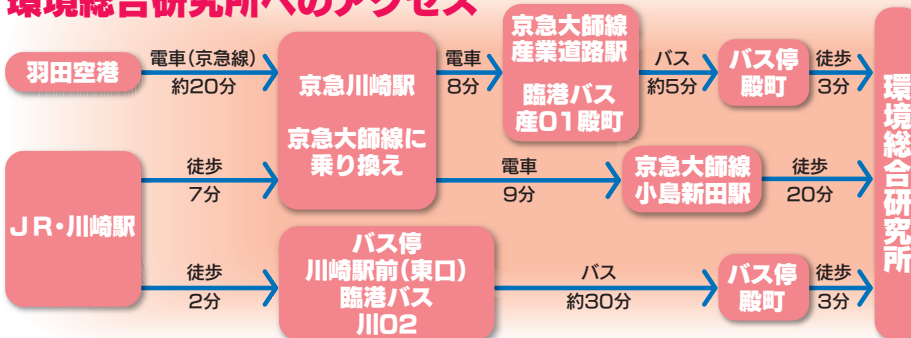 環境総合研究所へのアクセス
羽田空港
電車(京急線)
約20分
京急川崎駅
京急大師線に
乗り換え
電車
8分
京急大師線
産業道路駅
臨港バス
産01殿町
バス
約5分
バス停
殿町
徒歩
3分
環境総合研究所
JR・川崎駅
徒歩
7分
電車
9分
京急大師線
小島新田駅
徒歩
20分
徒歩
2分
バス停
川崎駅前(東口)
臨港バス
川02
バス
約30分
バス停
殿町
徒歩
3分